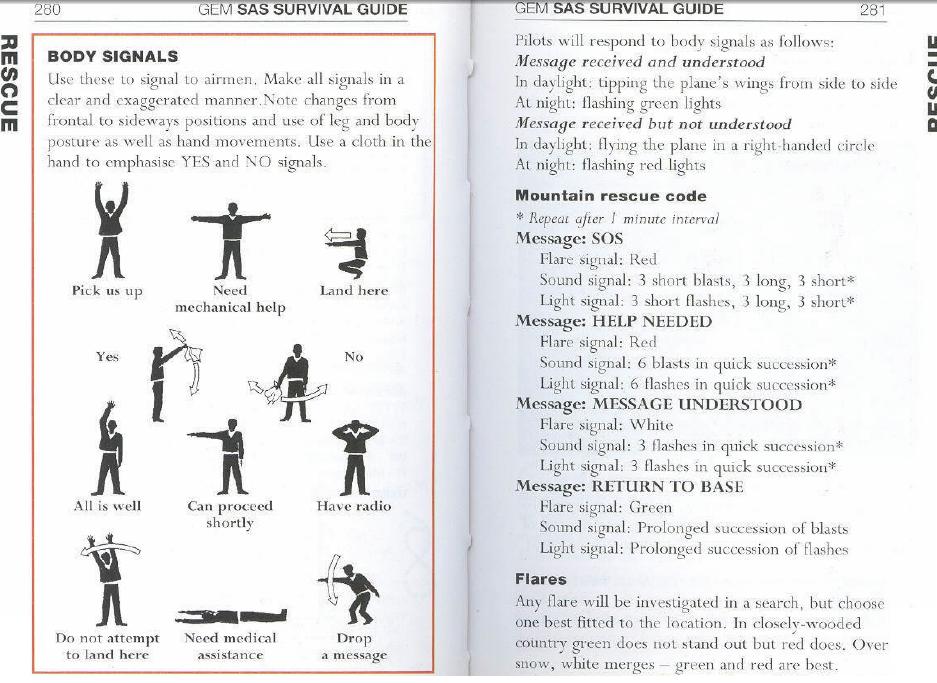 280
GEM SAS SURVIVAL GUIDE
RESCUE
BODY SIGNALS
Use these to signal to airmen. Make all signals in a
clear and exaggerated manner.Note changes from
frontal to sideways positions and use of leg and body
posture as well as hand movements. Use a cloth in the
hand to emphasise YES and NO signals.
Pick us up
Need
mechanical help
Land here
Yes
No
All is well
Can proceed
shortly
Have radio
Do not attempt
to land here
Need medical
assistance
Drop
a message
GEM SAS SURVIVAL GUIDE
281
RESCUE
Pilots will respond to body signals as follows:
Message received and understood
In daylight: tipping the plane's wings from side to side
At night: flashing green lights
Message received but not understood
In daylight: flying the plane in a right-handed circle
At night: flashing red lights
Mountain rescue code
* Repeat after 1 minute interval
Message: SOS
Flare signal: Red
Sound signal: 3 short blasts, 3 long, 3 short*
Light signal: 3 short flashes, 3 long, 3 short*
Message: HELP NEEDED
Flare signal: Red
Sound signal: 6 blasts in quick succession*
Light signal: 6 flashes in quick succession*
Message: MESSAGE UNDERSTOOD
Flare signal: White
Sound signal: 3 flashes in quick succession*
Light signal: 3 flashes in quick succession*
Message: RETURN TO BASE
Flare signal: Green
Sound signal: Prolonged succession of blasts
Light signal: Prolonged succession of flashes
Flares
Any flare will be investigated in a search, but choose
one best fitted to the location. In closely-wooded
country green does not stand out but red does. Over
snow, white merges – green and red are best.